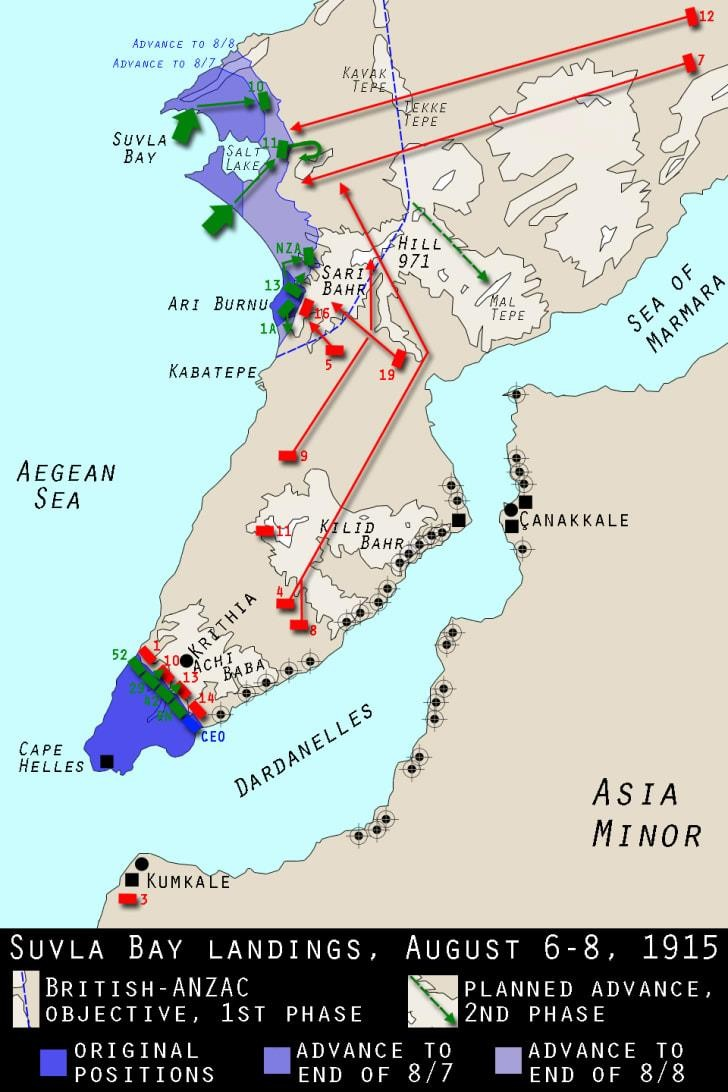 12
Advance to 8/8
Advance to 8/7
7
Kavak
Tepe
Tekke
Tepe
10
Suvla
Bay
11
Salt
Lake
NZA
Hill
971
Sari
Bahr
13
Ari Burnu
16
1A
Mal
Tepe
Sea of
Marmara
Kabatepe
5
19
9
Aegean
Sea
11
Kilid
Bahr
Çanakkale
4
8
Krithia
Achi
Baba
52
1
10
13
29
42
14
RN
CEO
Cape
Helles
Dardanelles
Asia
Minor
Kumkale
3
Suvla Bay landings, August 6-8, 1915
British-ANZAC
objective, 1st phase
planned advance,
2nd phase
original
positions
advance to
end of 8/7
advance to
end of 8/8